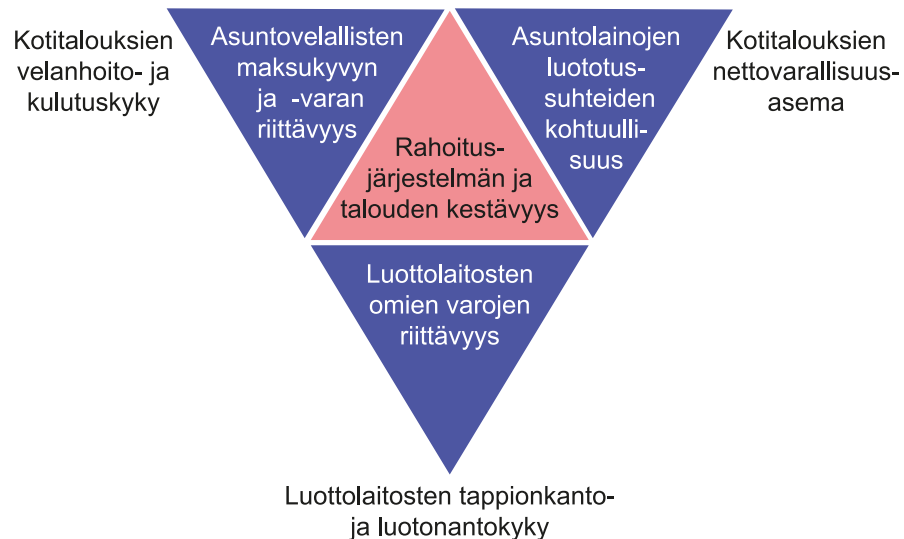 Kotitalouksien
velanhoito- ja
kulutuskyky
Asuntovelallisten
maksukyvyn
ja -varan
riittävyys
Asuntolainojen
luototus-
suhteiden
kohtuulli-
suus
Kotitalouksien
nettovarallisuus-
asema
Rahoitus-
järjestelmän ja
talouden kestävyys
Luottolaitosten
omien varojen
riittävyys
Luottolaitosten tappionkanto-
ja luotonantokyky